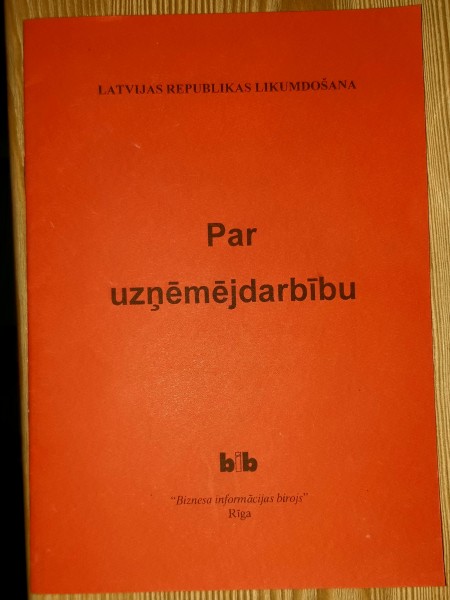 LATVIJAS REPUBLIKAS LIKUMDOŠANA
Par
uzņēmējdarbību
bib
“Biznesa informācijas birojs”
Rīga